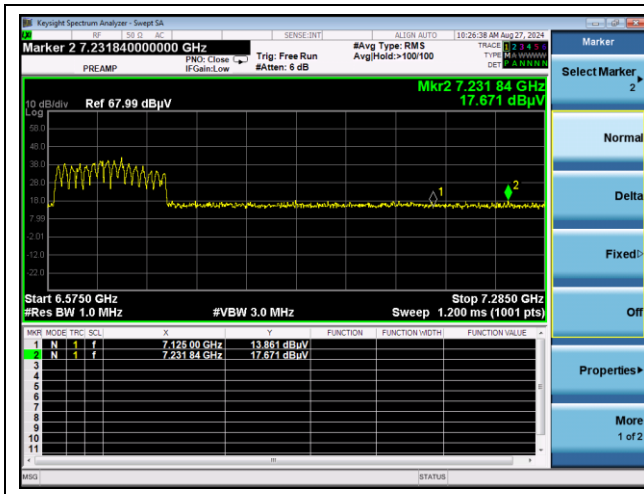 Keysight Spectrum Analyzer - Swept SA
RF 50 Ω AC SENSE:INT ALIGN AUTO 10:26:38 AM Aug 27, 2024
Marker 2 7.231840000000 GHz
PREAMP
PNO: Close
IFGain:Low
Trig: Free Run
#Atten: 6 dB
#Avg Type: RMS
Avg|Hold:>100/100
TRACE 1 2 3 4 5 6
TYPE M A W W W W
DET P A N N N N
Mkr2 7.231 84 GHz
17.671 dBµV
10 dB/div Ref 67.99 dBµV
Log
58.0
48.0
38.0
28.0
18.0
7.99
-2.01
-12.0
-22.0
1
2
Start 6.5750 GHz Stop 7.2850 GHz
#Res BW 1.0 MHz #VBW 3.0 MHz Sweep 1.200 ms (1001 pts)
MKR MODE TRC SCL X Y FUNCTION FUNCTION WIDTH FUNCTION VALUE
1 N 1 f 7.125 00 GHz 13.861 dBµV
2 N 1 f 7.231 84 GHz 17.671 dBµV
3
4
5
6
7
8
9
10
11
MSG STATUS
Marker
Select Marker
2
Normal
Delta
Fixed
Off
Properties
More
1 of 2